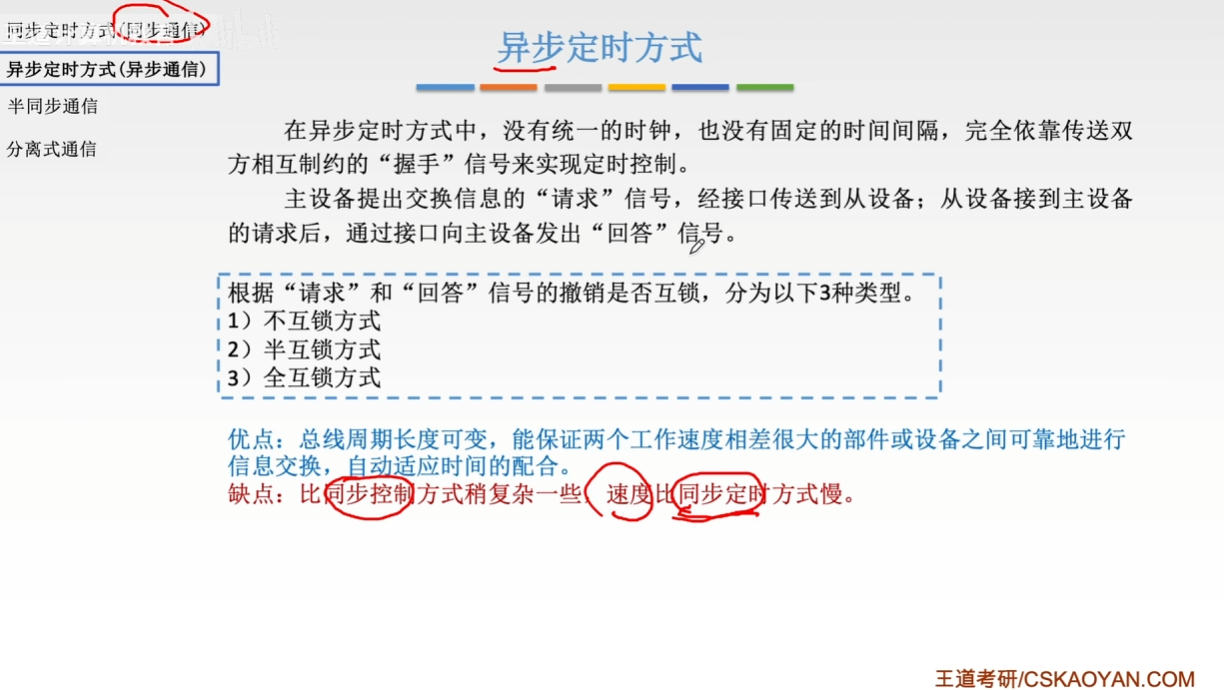 同步定时方式(同步通信)
异步定时方式(异步通信)
半同步通信
分离式通信
异步定时方式
在异步定时方式中，没有统一的时钟，也没有固定的时间间隔，完全依靠传送双
方相互制约的“握手”信号来实现定时控制。
主设备提出交换信息的“请求”信号，经接口传送到从设备；从设备接到主设备
的请求后，通过接口向主设备发出“回答”信号。
根据“请求”和“回答”信号的撤销是否互锁，分为以下3种类型。
1）不互锁方式
2）半互锁方式
3）全互锁方式
优点：总线周期长度可变，能保证两个工作速度相差很大的部件或设备之间可靠地进行
信息交换，自动适应时间的配合。
缺点：比同步控制方式稍复杂一些，速度比同步定时方式慢。
王道考研/CSKAOYAN.COM